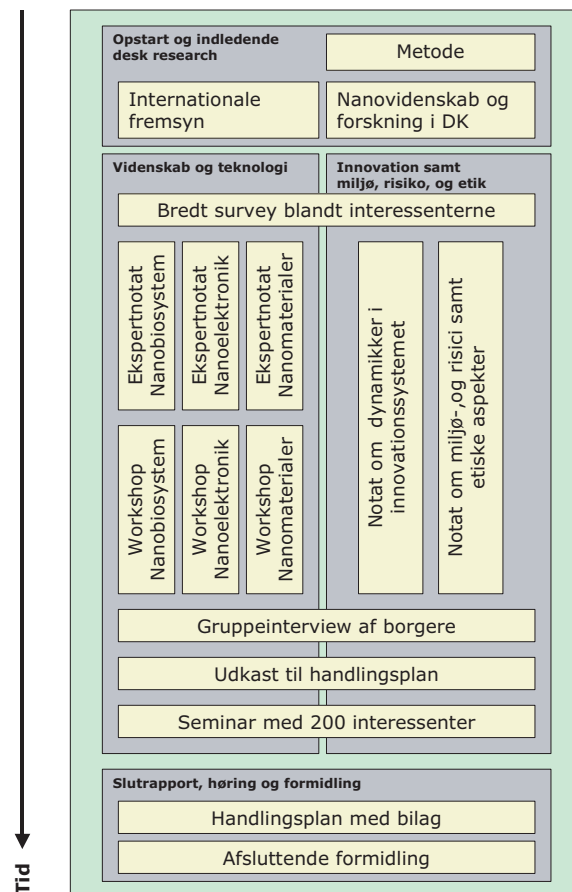 Opstart og indledende
desk research
Metode
Internationale
fremsyn
Nanovidenskab og
forskning i DK
Videnskab og teknologi
Innovation samt
miljø, risiko, og etik
Bredt survey blandt interessenterne
Ekspertnotat
Nanobiosystem
Ekspertnotat
Nanoelektronik
Ekspertnotat
Nanomaterialer
Notat om  dynamikker i
innovationssystemet
Notat om miljø-,og risici samt
etiske aspekter
Workshop
Nanobiosystem
Workshop
Nanoelektronik
Workshop
Nanomaterialer
Gruppeinterview af borgere
Udkast til handlingsplan
Seminar med 200 interessenter
Slutrapport, høring og formidling
Handlingsplan med bilag
Afsluttende formidling
Tid